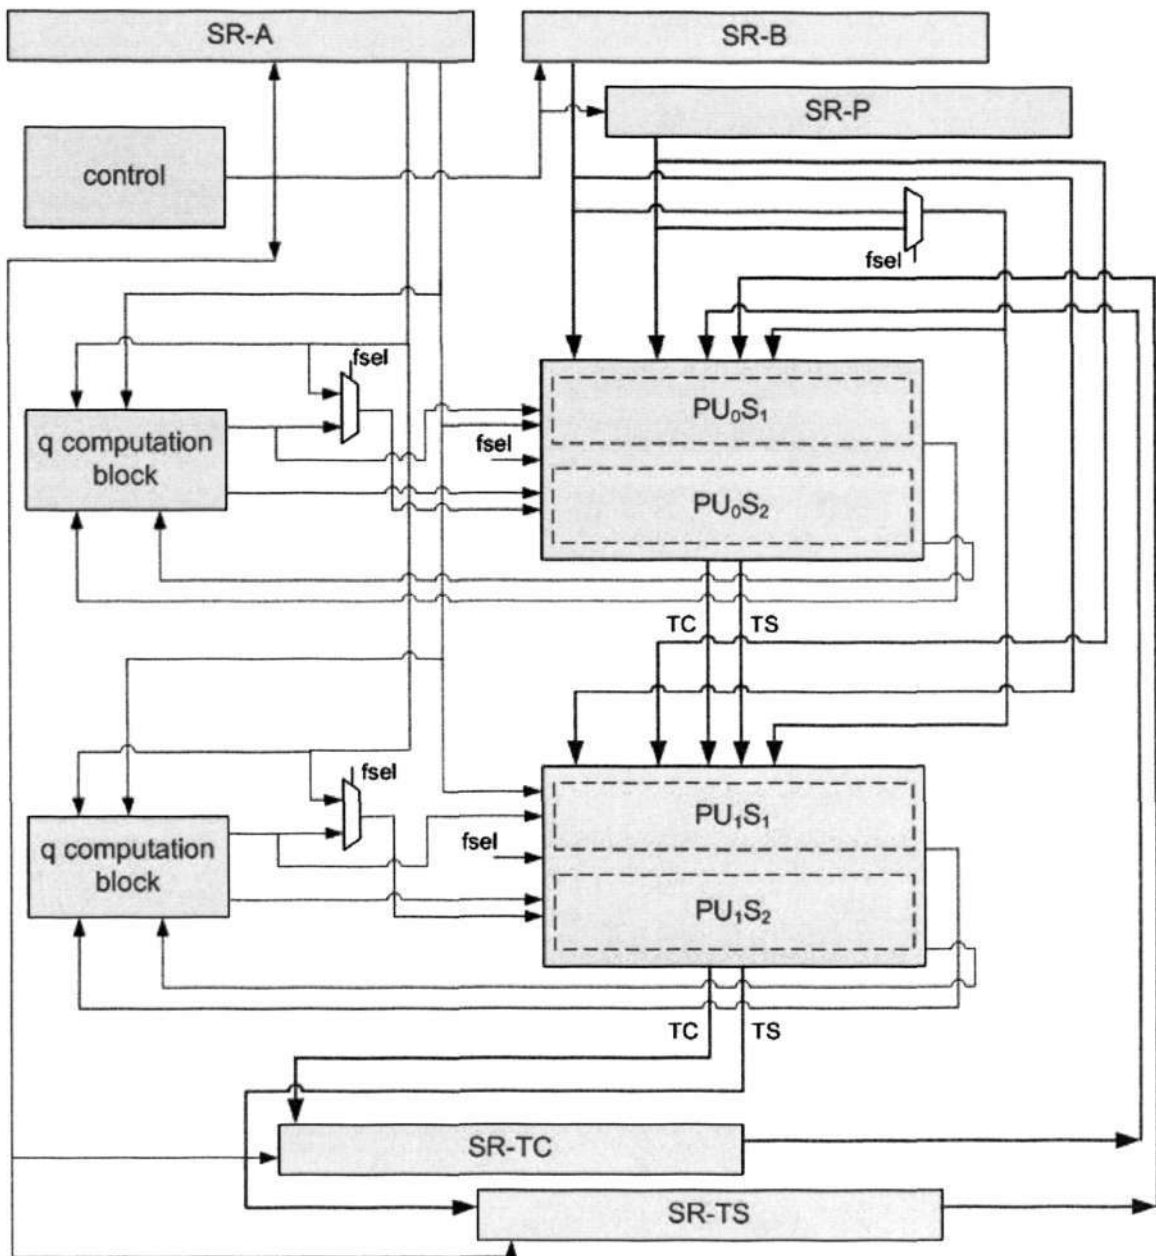 SR-A
SR-B
SR-P
control
fsel
fsel
q computation
block
fsel
PU₀S₁
PU₀S₂
TC
TS
fsel
q computation
block
fsel
PU₁S₁
PU₁S₂
TC
TS
SR-TC
SR-TS